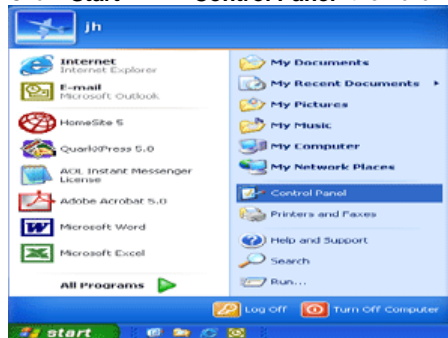 Start Control Panel
jh
Internet
Internet Explorer
E-mail
Microsoft Outlook
HomeSite 5
QuarkXPress 5.0
AOL Instant Messenger
License
Adobe Acrobat 5.0
Microsoft Word
Microsoft Excel
All Programs
My Documents
My Recent Documents
My Pictures
My Music
My Computer
My Network Places
Control Panel
Printers and Faxes
Help and Support
Search
Run...
Log Off
Turn Off Computer
start